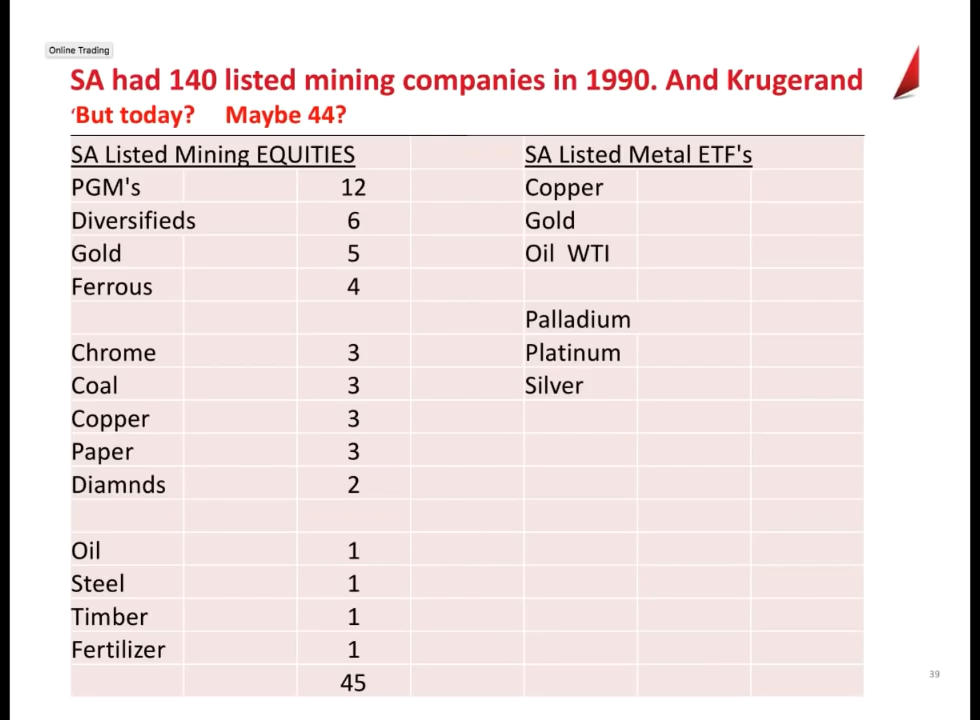 Online Trading
SA had 140 listed mining companies in 1990. And Krugerand
‘But today? Maybe 44?
SA Listed Mining EQUITIES SA Listed Metal ETF's
PGM's 12 Copper
Diversifieds 6 Gold
Gold 5 Oil WTI
Ferrous 4
Palladium
Chrome 3 Platinum
Coal 3 Silver
Copper 3
Paper 3
Diamnds 2
Oil 1
Steel 1
Timber 1
Fertilizer 1
45
39